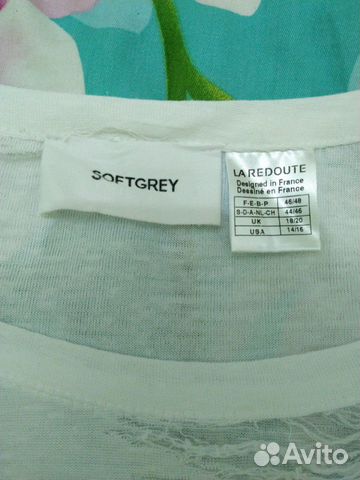 SOFTGREY
LA REDOUTE
Designed in France
Dessiné en France
F-E-B-P 46/48
S-D-A-NL-CH 44/46
UK 18/20
USA 14/16
Avito